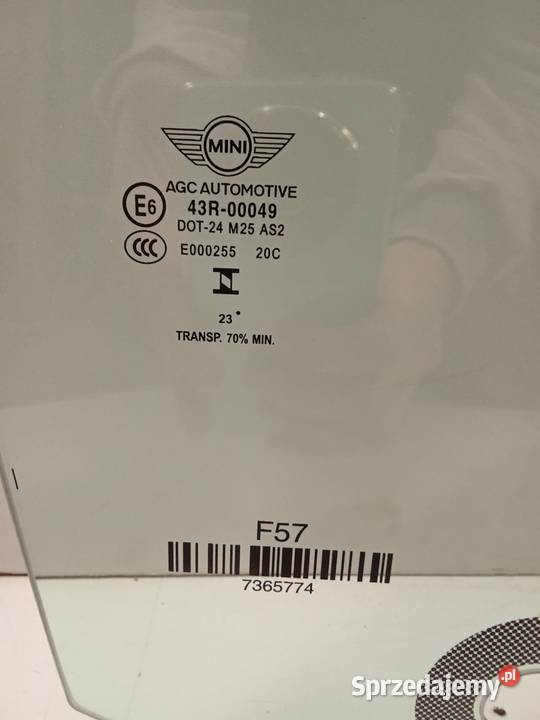 MINI
AGC AUTOMOTIVE
E6 43R-00049
DOT-24 M25 AS2
CCC E000255 20C
23
TRANSP. 70% MIN.
F57
7365774
Sprzedajemy.pl